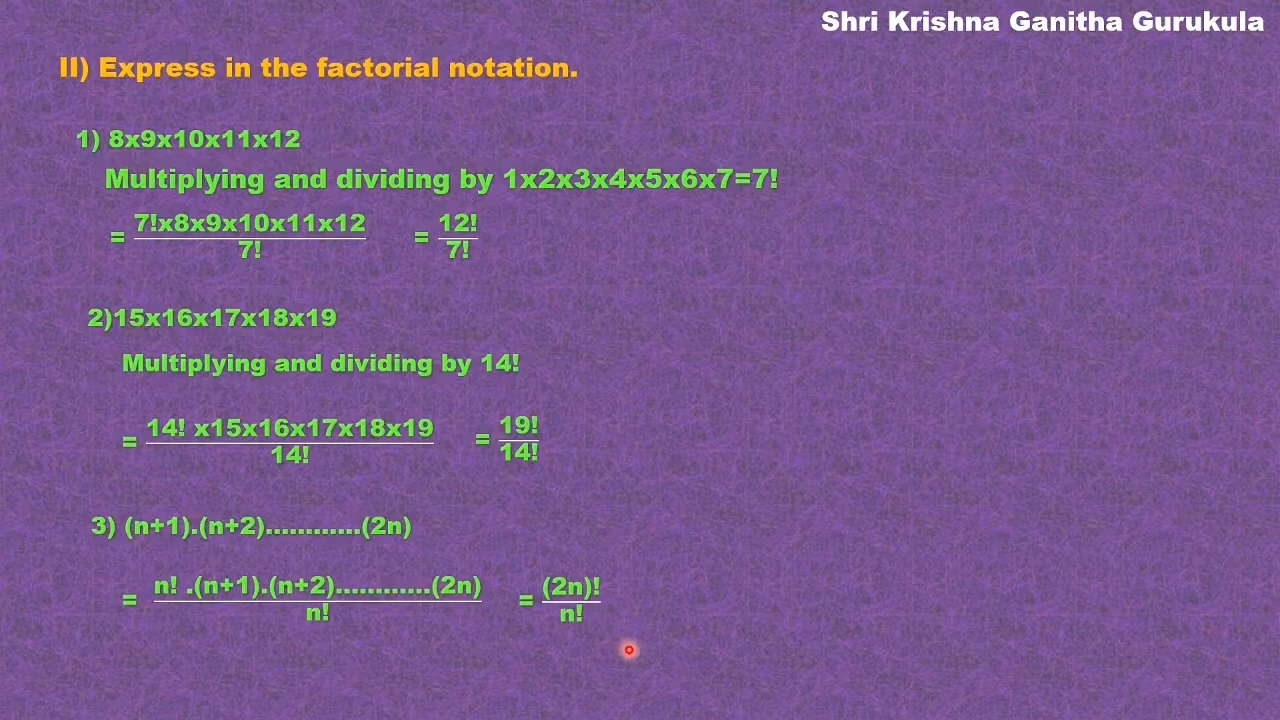 Shri Krishna Ganitha Gurukula
II) Express in the factorial notation.
1) 8x9x10x11x12
Multiplying and dividing by 1x2x3x4x5x6x7=7!
= 7!x8x9x10x11x12 / 7! = 12! / 7!
2)15x16x17x18x19
Multiplying and dividing by 14!
= 14! x15x16x17x18x19 / 14! = 19! / 14!
3) (n+1).(n+2)............(2n)
= n! .(n+1).(n+2)............(2n) / n! = (2n)! / n!